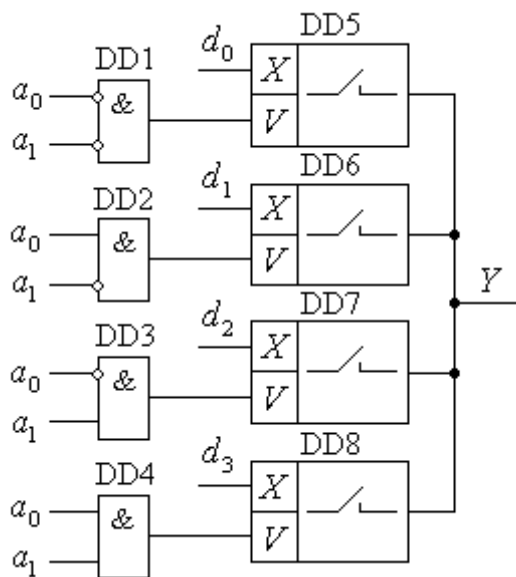 DD5
DD1
d₀
X
a₀
&
V
a₁
DD6
DD2
d₁
X
a₀
&
V
a₁
Y
DD7
DD3
d₂
X
a₀
&
V
a₁
DD8
DD4
d₃
X
a₀
&
V
a₁